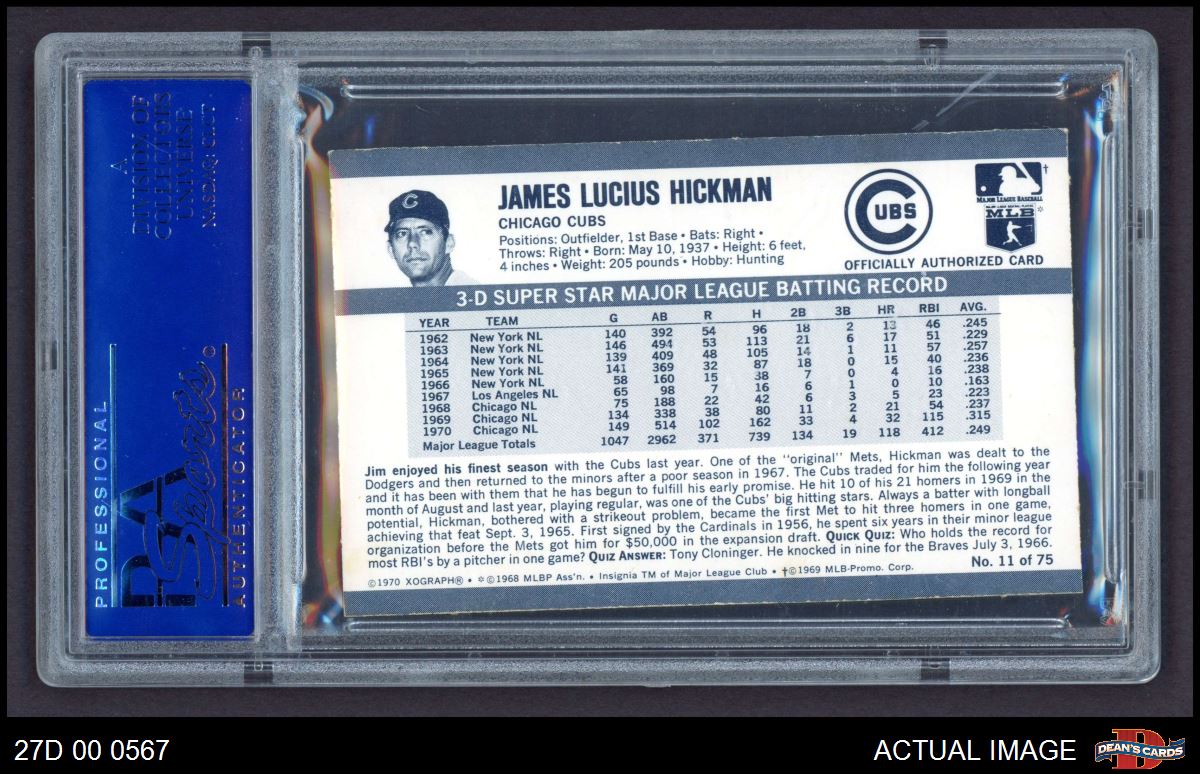 A
DIVISION OF
COLLECTORS
UNIVERSE
NASDAQ: CLCT
PROFESSIONAL
PSA
Sports ©
AUTHENTICATOR
C
JAMES LUCIUS HICKMAN
CHICAGO CUBS
Positions: Outfielder, 1st Base • Bats: Right •
Throws: Right • Born: May 10, 1937 • Height: 6 feet,
4 inches • Weight: 205 pounds • Hobby: Hunting
CUBS
†
MAJOR LEAGUE BASEBALL
MLB *
OFFICIALLY AUTHORIZED CARD
3-D SUPER STAR MAJOR LEAGUE BATTING RECORD
YEAR TEAM G AB R H 2B 3B HR RBI AVG.
1962 New York NL 140 392 54 96 18 2 13 46 .245
1963 New York NL 146 494 53 113 21 6 17 51 .229
1964 New York NL 139 409 48 105 14 1 11 57 .257
1965 New York NL 141 369 32 87 18 0 15 40 .236
1966 New York NL 58 160 15 38 7 0 4 16 .238
1967 Los Angeles NL 65 98 7 16 6 1 0 10 .163
1968 Chicago NL 75 188 22 42 6 3 5 23 .223
1969 Chicago NL 134 338 38 80 11 2 21 54 .237
1970 Chicago NL 149 514 102 162 33 4 32 115 .315
Major League Totals 1047 2962 371 739 134 19 118 412 .249
Jim enjoyed his finest season with the Cubs last year. One of the "original" Mets, Hickman was dealt to the
Dodgers and then returned to the minors after a poor season in 1967. The Cubs traded for him the following year
and it has been with them that he has begun to fulfill his early promise. He hit 10 of his 21 homers in 1969 in the
month of August and last year, playing regular, was one of the Cubs' big hitting stars. Always a batter with longball
potential, Hickman, bothered with a strikeout problem, became the first Met to hit three homers in one game,
achieving that feat Sept. 3, 1965. First signed by the Cardinals in 1956, he spent six years in their minor league
organization before the Mets got him for $50,000 in the expansion draft. QUICK QUIZ: Who holds the record for
most RBI's by a pitcher in one game? QUIZ ANSWER: Tony Cloninger. He knocked in nine for the Braves July 3, 1966.
©1970 XOGRAPH® • *©1968 MLBP Ass'n. • Insignia TM of Major League Club • †©1969 MLB-Promo. Corp.
No. 11 of 75
27D 00 0567
ACTUAL IMAGE
D
DEAN'S CARDS